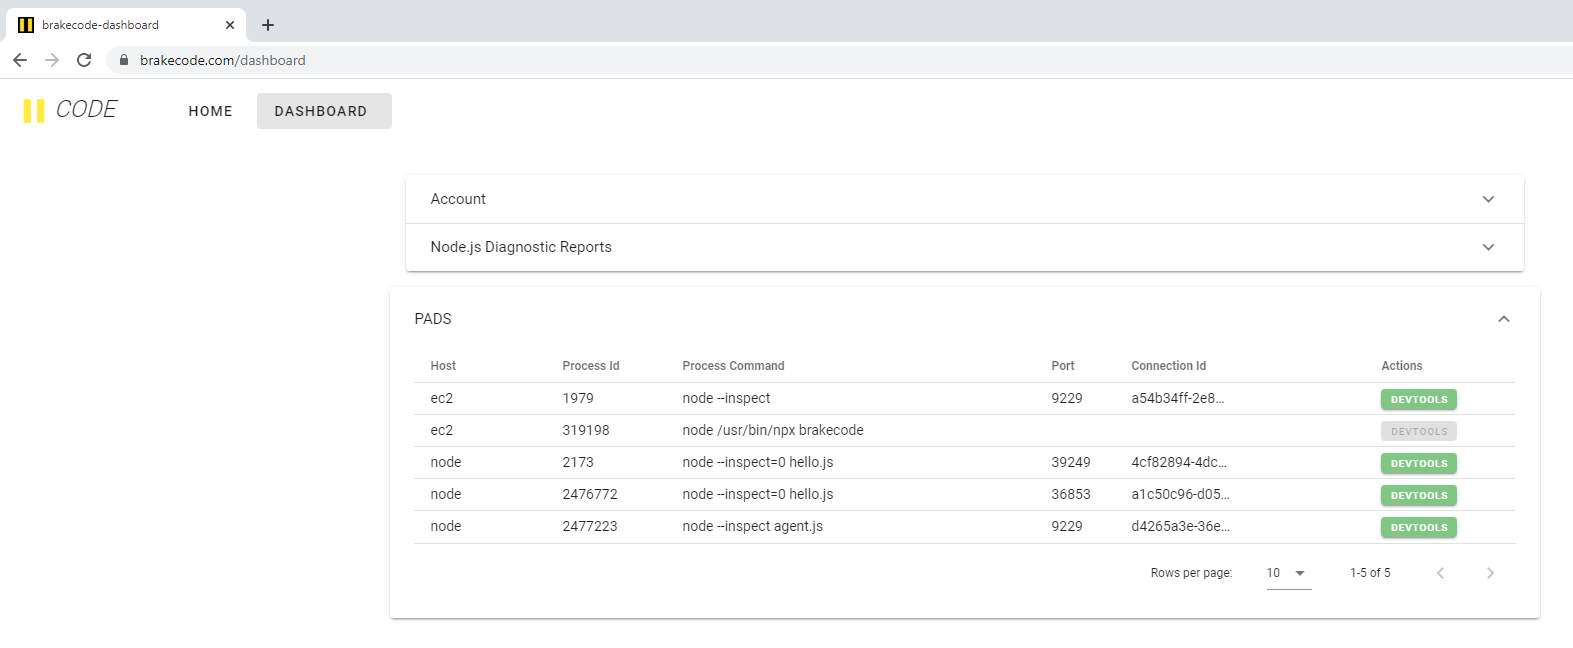 brakecode-dashboard
brakecode.com/dashboard
CODE HOME DASHBOARD
Account
Node.js Diagnostic Reports
PADS
Host Process Id Process Command Port Connection Id Actions
ec2 1979 node --inspect 9229 a54b34ff-2e8... DEVTOOLS
ec2 319198 node /usr/bin/npx brakecode DEVTOOLS
node 2173 node --inspect=0 hello.js 39249 4cf82894-4dc... DEVTOOLS
node 2476772 node --inspect=0 hello.js 36853 a1c50c96-d05... DEVTOOLS
node 2477223 node --inspect agent.js 9229 d4265a3e-36e... DEVTOOLS
Rows per page: 10 1-5 of 5